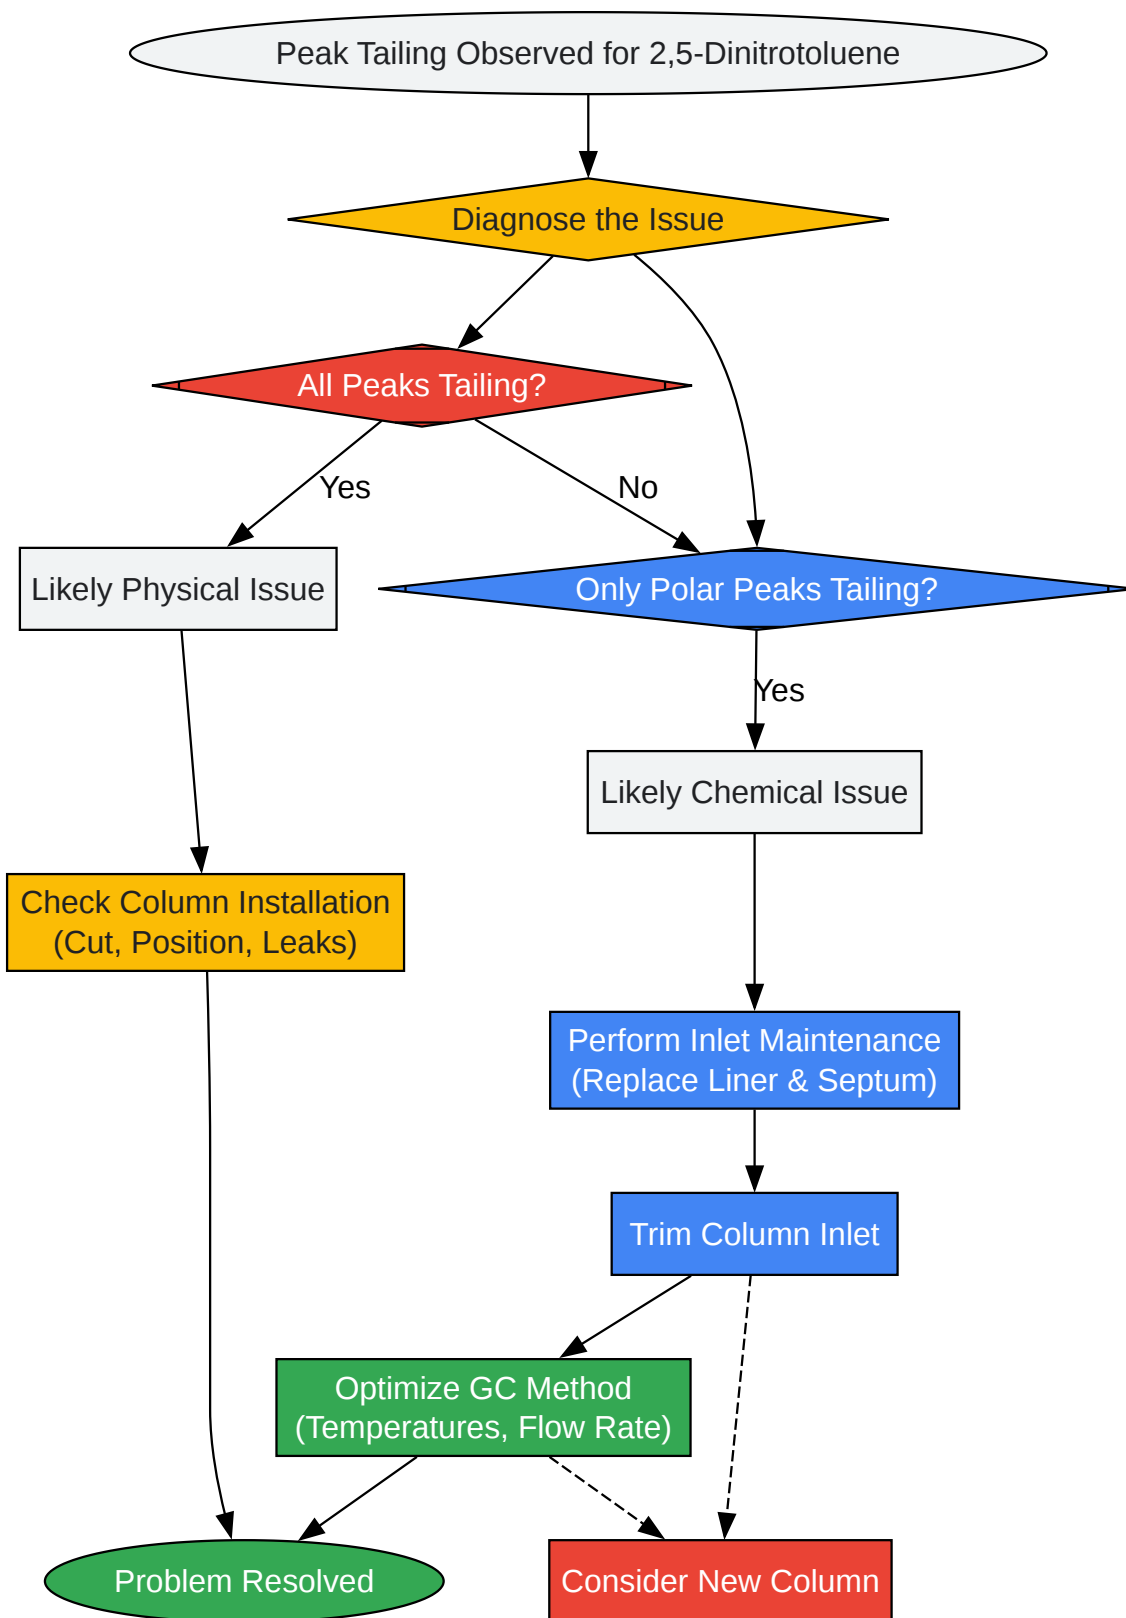 Peak Tailing Observed for 2,5-Dinitrotoluene
Diagnose the Issue
All Peaks Tailing?
Yes
No
Likely Physical Issue
Only Polar Peaks Tailing?
Yes
Likely Chemical Issue
Check Column Installation
(Cut, Position, Leaks)
Perform Inlet Maintenance
(Replace Liner & Septum)
Trim Column Inlet
Optimize GC Method
(Temperatures, Flow Rate)
Problem Resolved
Consider New Column